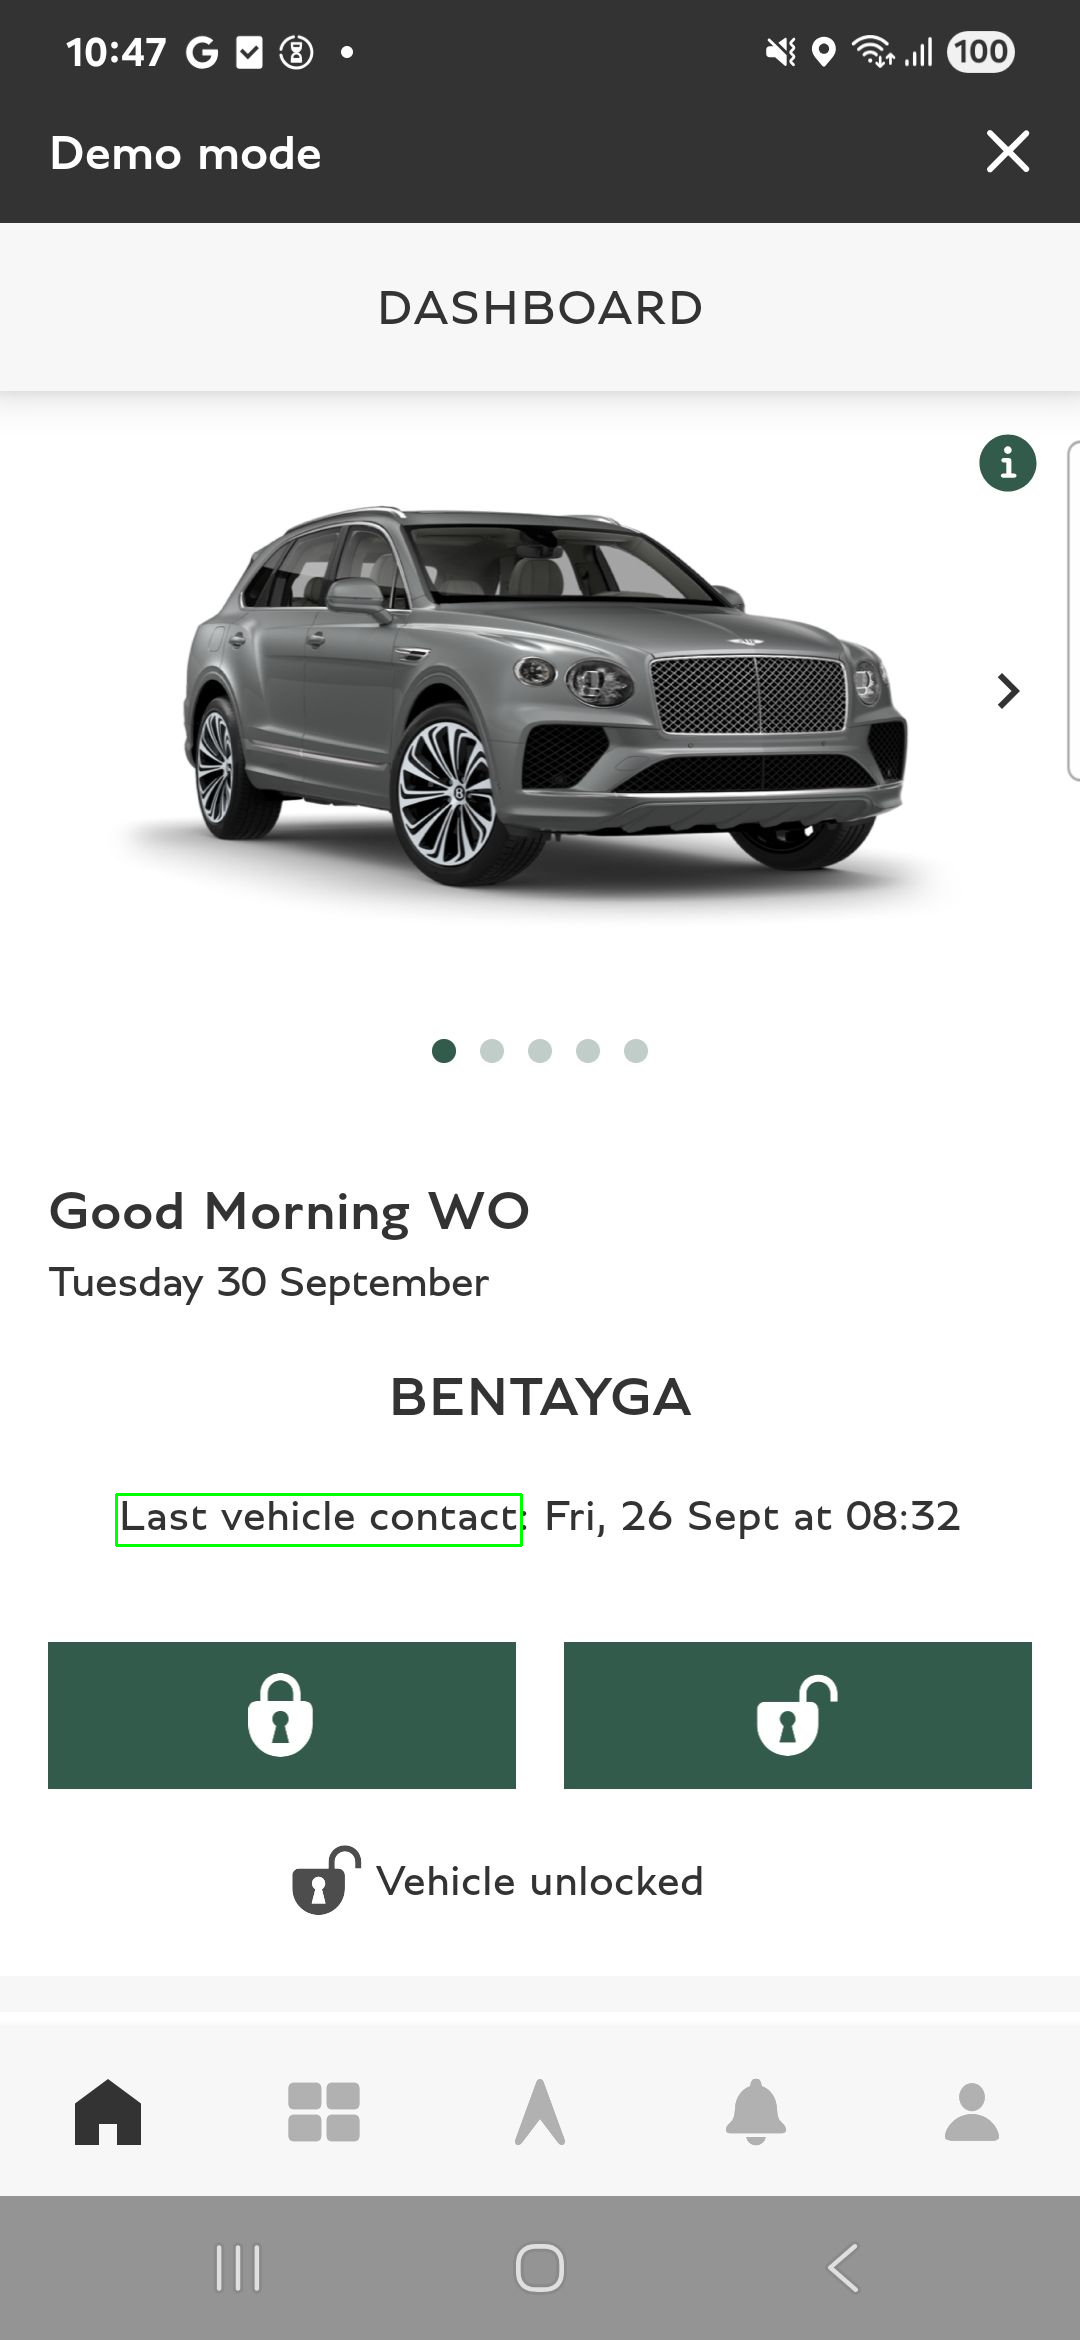 10:47
100
Demo mode
DASHBOARD
Good Morning WO
Tuesday 30 September
BENTAYGA
Last vehicle contact: Fri, 26 Sept at 08:32
Vehicle unlocked